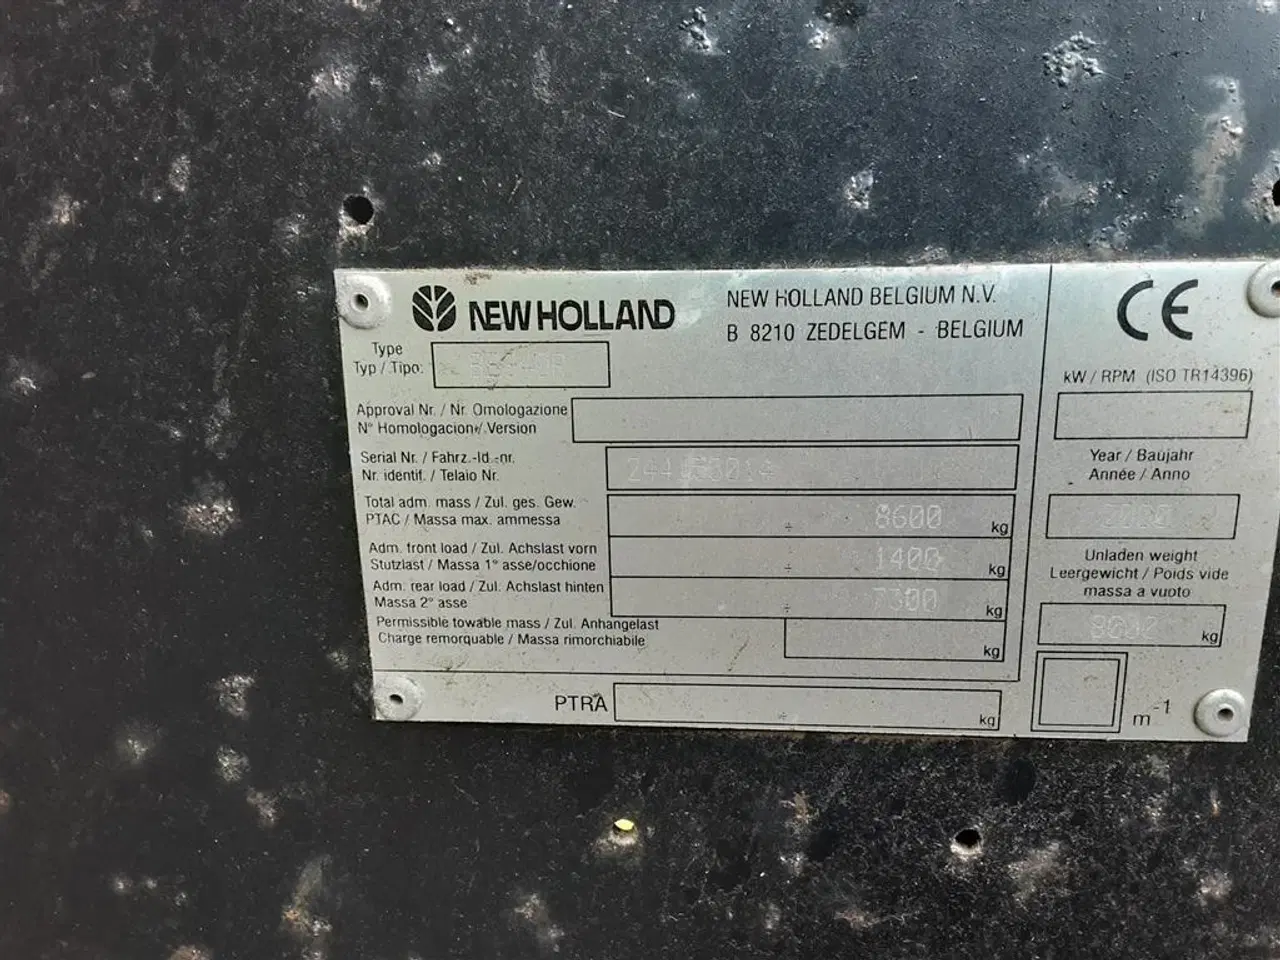 NEW HOLLAND
NEW HOLLAND BELGIUM N.V.
B 8210 ZEDELGEM - BELGIUM
CE
Type
Typ / Tipo:
Approval Nr. / Nr. Omologazione
N° Homologacion / Version
Serial Nr. / Fahrz.-Id.-nr.
Nr. identif. / Telaio Nr.
Total adm. mass / Zul. ges. Gew.
PTAC / Massa max. ammessa
÷ 8600 kg
Adm. front load / Zul. Achslast vorn
Stutzlast / Massa 1° asse/occhione
÷ 1400 kg
Adm. rear load / Zul. Achslast hinten
Massa 2° asse
÷ 7300 kg
Permissible towable mass / Zul. Anhangelast
Charge remorquable / Massa rimorchiabile
kg
PTRA
÷ kg
kW / RPM (ISO TR14396)
Year / Baujahr
Année / Anno
Unladen weight
Leergewicht / Poids vide
massa a vuoto
kg
m-1